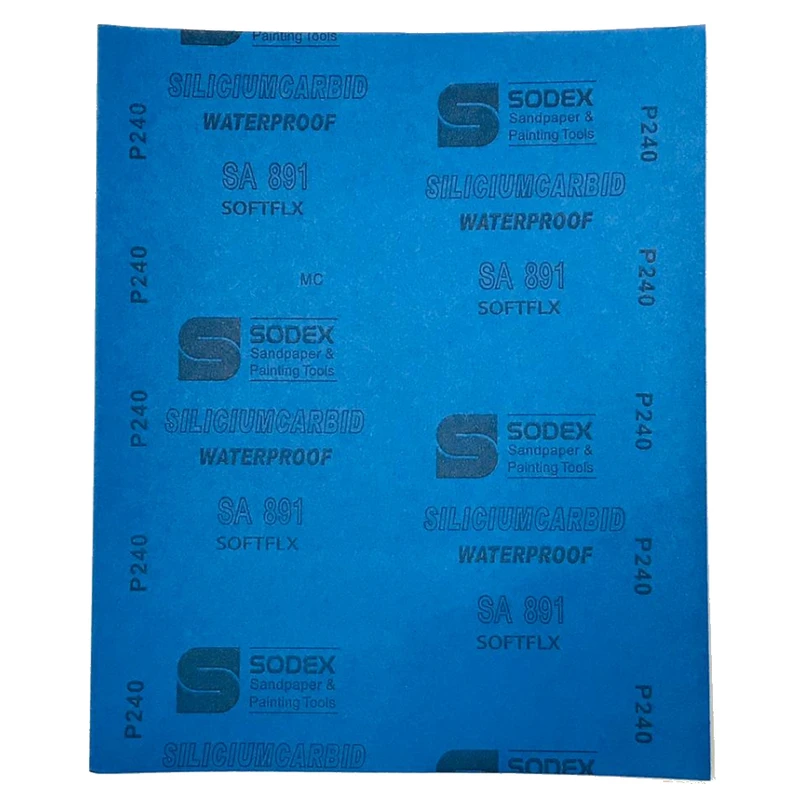 Painting Tools
SILICIUMCARBID
WATERPROOF
SA 891
SOFTFLX
MC
SODEX
Sandpaper &
Painting Tools
SILICIUMCARBID
WATERPROOF
SA 891
SOFTFLX
SODEX
Sandpaper &
Painting Tools
SILICIUMCARBID
SODEX
Sandpaper &
Painting Tools
SILICIUMCARBID
WATERPROOF
SA 891
SOFTFLX
SODEX
Sandpaper &
Painting Tools
SILICIUMCARBID
WATERPROOF
SA 891
SOFTFLX
SODEX
P240
P240
P240
P240
P240
P240
P240
P240
P240
P240